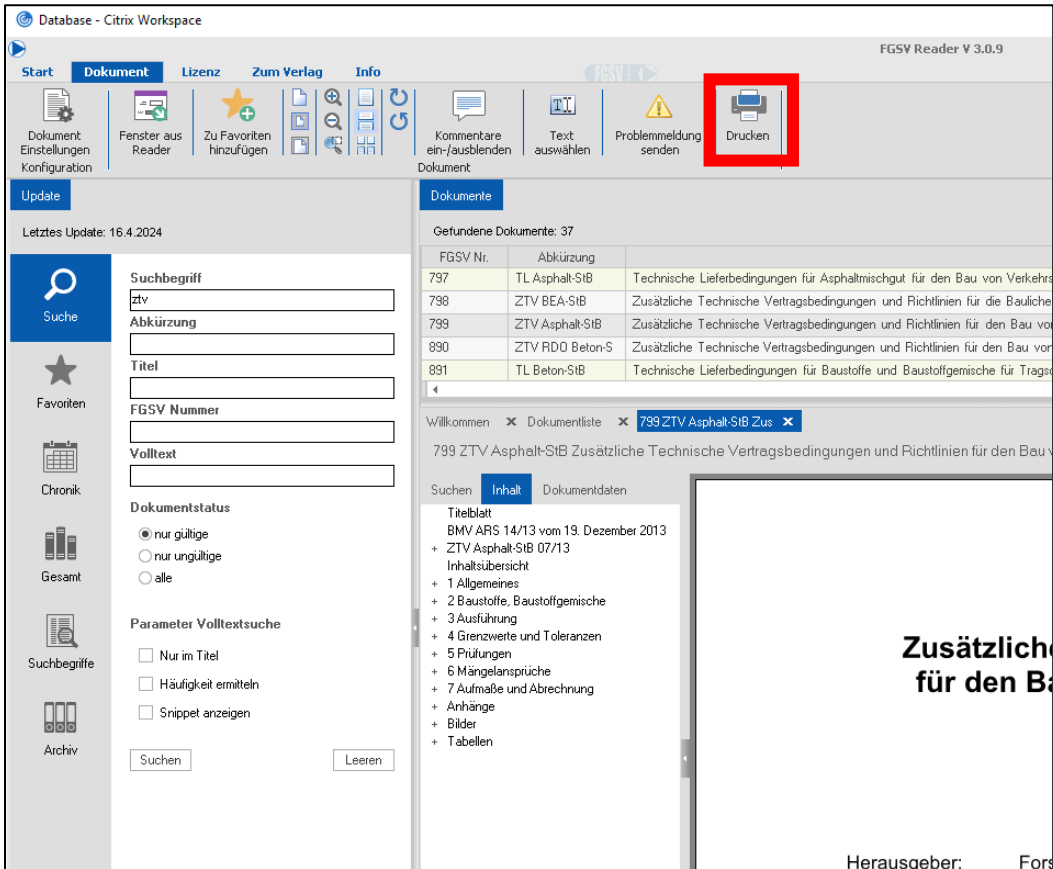 Database - Citrix Workspace
FGSV Reader V 3.0.9
Start Dokument Lizenz Zum Verlag Info
FGSV
Dokument Einstellungen
Konfiguration
Fenster aus Reader
Zu Favoriten hinzufügen
Kommentare ein-/ausblenden
Text auswählen
Problemmeldung senden
Drucken
Dokument
Update
Letztes Update: 16.4.2024
Suche
Favoriten
Chronik
Gesamt
Suchbegriffe
Archiv
Suchbegriff
ztv
Abkürzung
Titel
FGSV Nummer
Volltext
Dokumentstatus
nur gültige
nur ungültige
alle
Parameter Volltextsuche
Nur im Titel
Häufigkeit ermitteln
Snippet anzeigen
Suchen Leeren
Dokumente
Gefundene Dokumente: 37
FGSV Nr. Abkürzung
797 TL Asphalt-StB Technische Lieferbedingungen für Asphaltmischgut für den Bau von Verkehrs
798 ZTV BEA-StB Zusätzliche Technische Vertragsbedingungen und Richtlinien für die Bauliche
799 ZTV Asphalt-StB Zusätzliche Technische Vertragsbedingungen und Richtlinien für den Bau vo
890 ZTV RDO Beton-S Zusätzliche Technische Vertragsbedingungen und Richtlinien für den Bau von
891 TL Beton-StB Technische Lieferbedingungen für Baustoffe und Baustoffgemische für Trags
Willkommen × Dokumentliste × 799 ZTV Asphalt-StB Zus ×
799 ZTV Asphalt-StB Zusätzliche Technische Vertragsbedingungen und Richtlinien für den Bau v
Suchen Inhalt Dokumentdaten
Titelblatt
BMV ARS 14/13 vom 19. Dezember 2013
+ ZTV Asphalt-StB 07/13
Inhaltsübersicht
+ 1 Allgemeines
+ 2 Baustoffe, Baustoffgemische
+ 3 Ausführung
+ 4 Grenzwerte und Toleranzen
+ 5 Prüfungen
+ 6 Mängelansprüche
+ 7 Aufmaße und Abrechnung
+ Anhänge
+ Bilder
+ Tabellen
Zusätzliche
für den Ba
Herausgeber: Fors